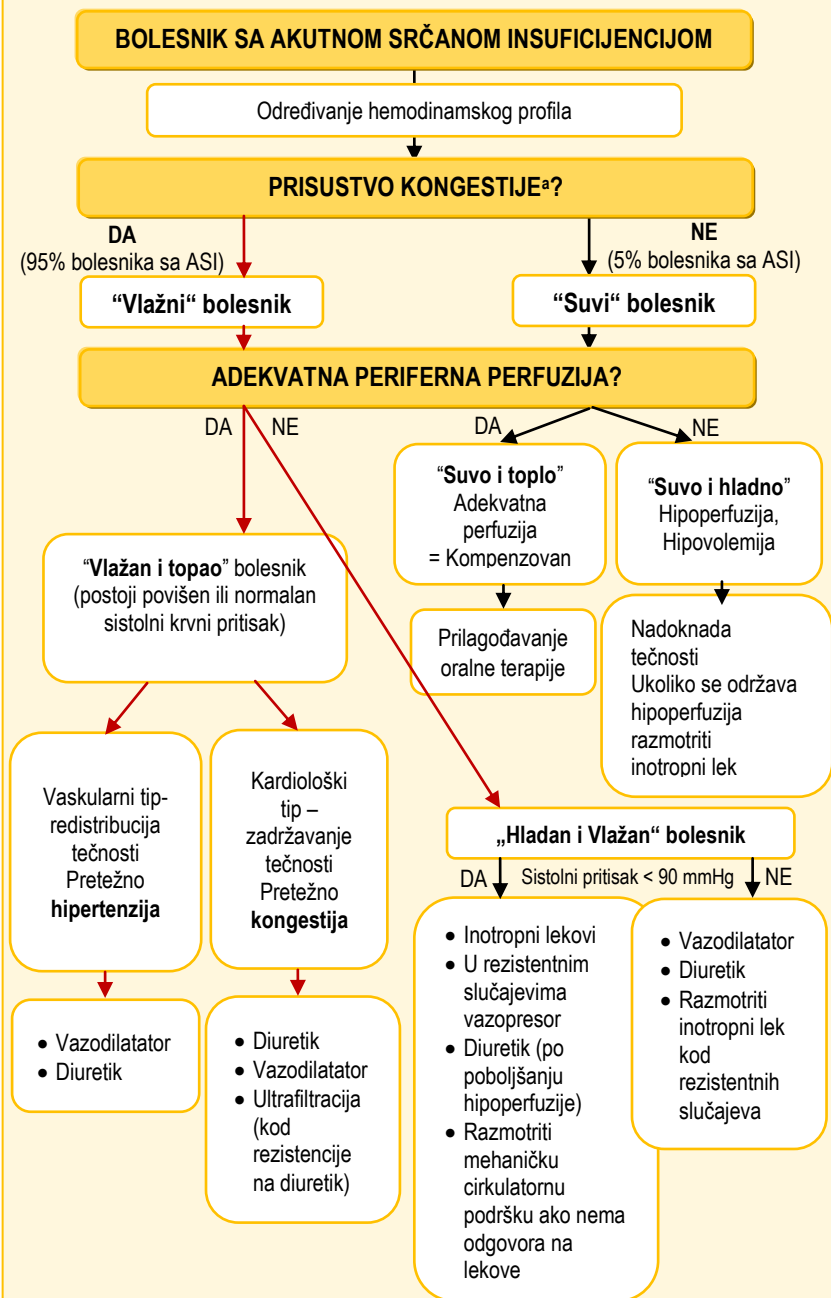 BOLESNIK SA AKUTNOM SRČANOM INSUFICIJENCIJOM
Određivanje hemodinamskog profila
PRISUSTVO KONGESTIJEᵃ?
DA
(95% bolesnika sa ASI)
NE
(5% bolesnika sa ASI)
“Vlažni“ bolesnik
“Suvi“ bolesnik
ADEKVATNA PERIFERNA PERFUZIJA?
DA
NE
DA
NE
“Vlažan i topao” bolesnik
(postoji povišen ili normalan
sistolni krvni pritisak)
“Suvo i toplo”
Adekvatna
perfuzija
= Kompenzovan
“Suvo i hladno”
Hipoperfuzija,
Hipovolemija
Prilagođavanje
oralne terapije
Nadoknada
tečnosti
Ukoliko se održava
hipoperfuzija
razmotriti
inotropni lek
Vaskularni tip-
redistribucija
tečnosti
Pretežno
hipertenzija
Kardiološki
tip –
zadržavanje
tečnosti
Pretežno
kongestija
• Vazodilatator
• Diuretik
• Diuretik
• Vazodilatator
• Ultrafiltracija
(kod
rezistencije
na diuretik)
„Hladan i Vlažan“ bolesnik
DA
Sistolni pritisak < 90 mmHg
NE
• Inotropni lekovi
• U rezistentnim
slučajevima
vazopresor
• Diuretik (po
poboljšanju
hipoperfuzije)
• Razmotriti
mehaničku
cirkulatornu
podršku ako nema
odgovora na
lekove
• Vazodilatator
• Diuretik
• Razmotriti
inotropni lek
kod
rezistentnih
slučajeva